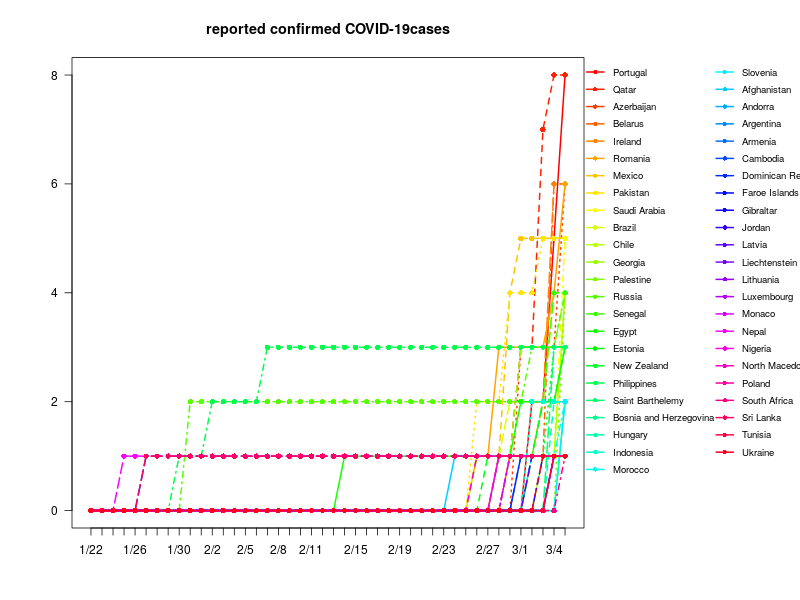 reported confirmed COVID-19cases
8
6
4
2
0
1/22
1/26
1/30
2/2
2/5
2/8
2/11
2/15
2/19
2/23
2/27
3/1
3/4
Portugal
Qatar
Azerbaijan
Belarus
Ireland
Romania
Mexico
Pakistan
Saudi Arabia
Brazil
Chile
Georgia
Palestine
Russia
Senegal
Egypt
Estonia
New Zealand
Philippines
Saint Barthelemy
Bosnia and Herzegovina
Hungary
Indonesia
Morocco
Slovenia
Afghanistan
Andorra
Argentina
Armenia
Cambodia
Dominican Re
Faroe Islands
Gibraltar
Jordan
Latvia
Liechtenstein
Lithuania
Luxembourg
Monaco
Nepal
Nigeria
North Macedo
Poland
South Africa
Sri Lanka
Tunisia
Ukraine